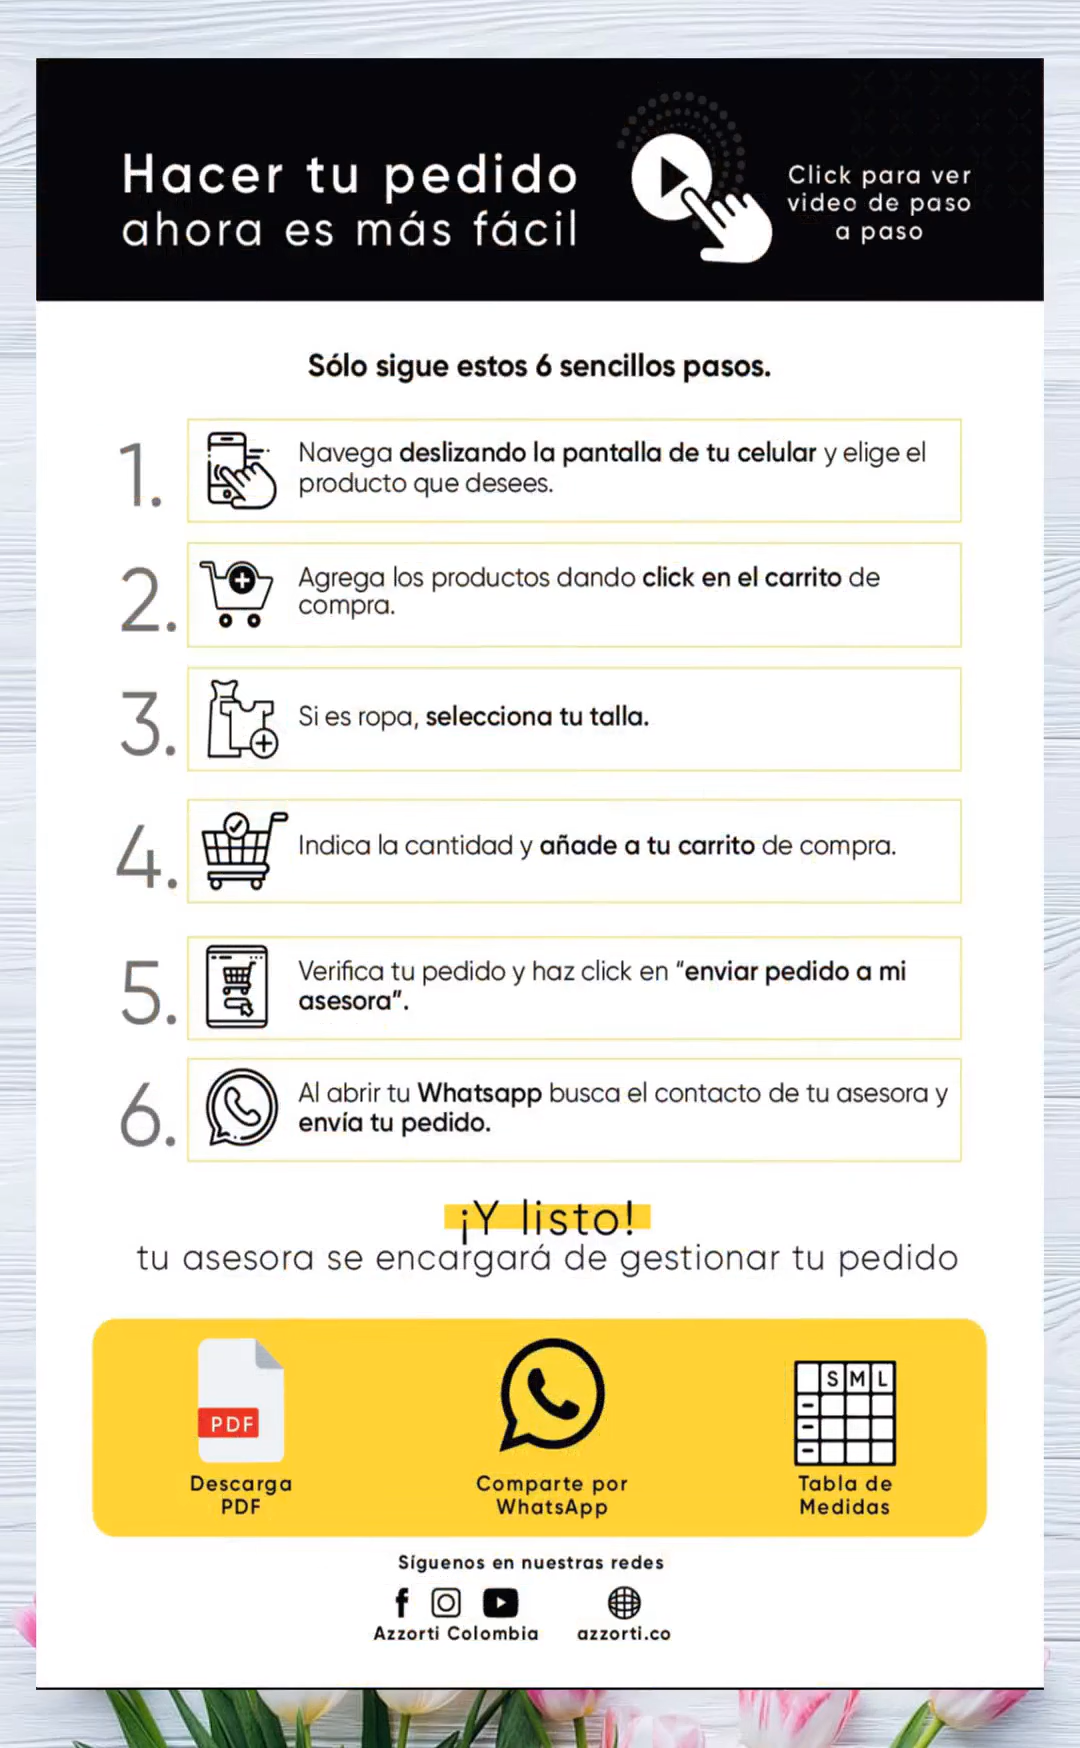 Hacer tu pedido
ahora es más fácil
Click para ver
video de paso
a paso
Sólo sigue estos 6 sencillos pasos.
1.
Navega deslizando la pantalla de tu celular y elige el
producto que desees.
2.
Agrega los productos dando click en el carrito de
compra.
3.
Si es ropa, selecciona tu talla.
4.
Indica la cantidad y añade a tu carrito de compra.
5.
Verifica tu pedido y haz click en “enviar pedido a mi
asesora”.
6.
Al abrir tu Whatsapp busca el contacto de tu asesora y
envía tu pedido.
¡Y listo!
tu asesora se encargará de gestionar tu pedido
PDF
Descarga
PDF
Comparte por
WhatsApp
S M L
Tabla de
Medidas
Síguenos en nuestras redes
Azzorti Colombia
azzorti.co